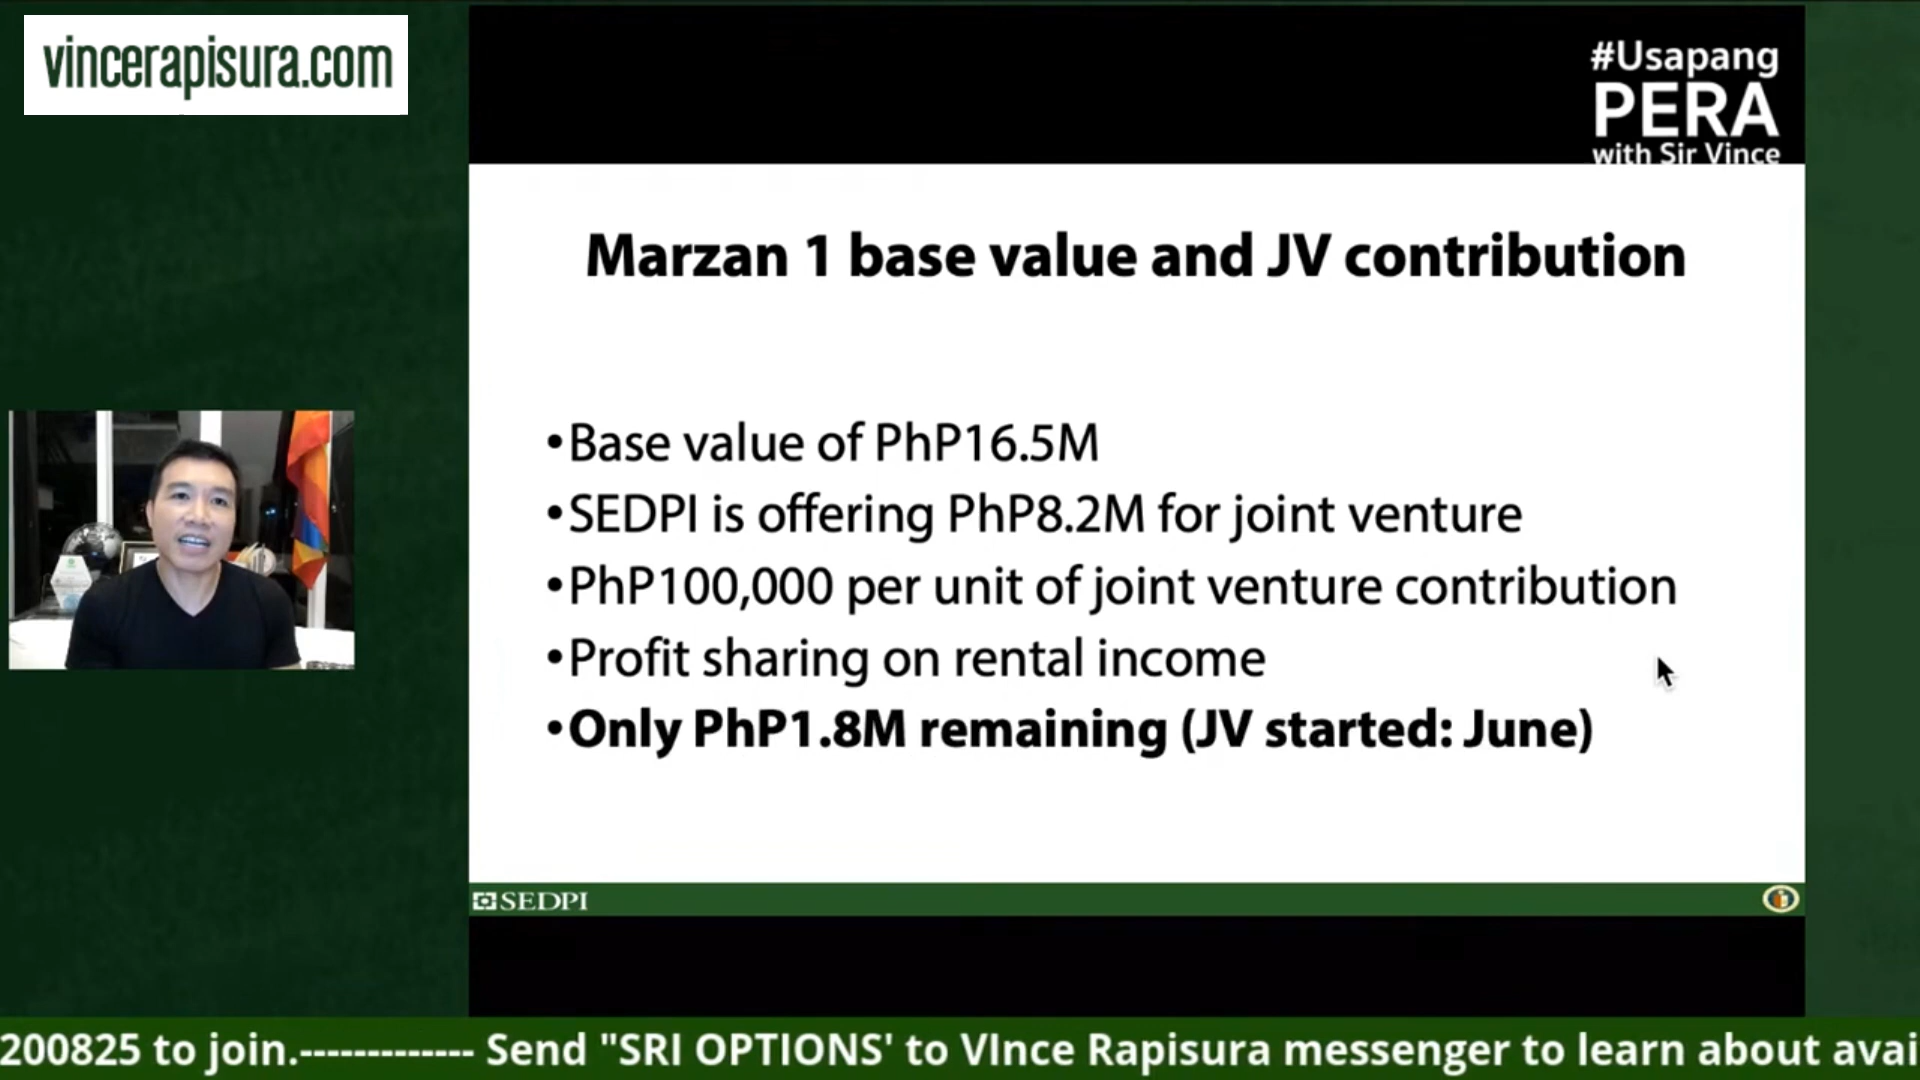 vincerapisura.com
#Usapang
PERA
with Sir Vince
Marzan 1 base value and JV contribution
•Base value of PhP16.5M
•SEDPI is offering PhP8.2M for joint venture
•PhP100,000 per unit of joint venture contribution
•Profit sharing on rental income
•Only PhP1.8M remaining (JV started: June)
SEDPI
200825 to join.------------- Send "SRI OPTIONS' to VInce Rapisura messenger to learn about avai